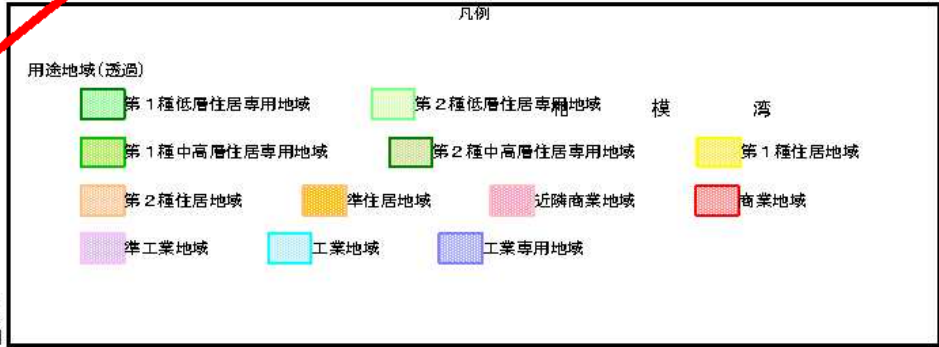 凡例
用途地域(透過)
第1種低層住居専用地域 第2種低層住居専用地域
相 模 湾
第1種中高層住居専用地域 第2種中高層住居専用地域 第1種住居地域
第2種住居地域 準住居地域 近隣商業地域 商業地域
準工業地域 工業地域 工業専用地域